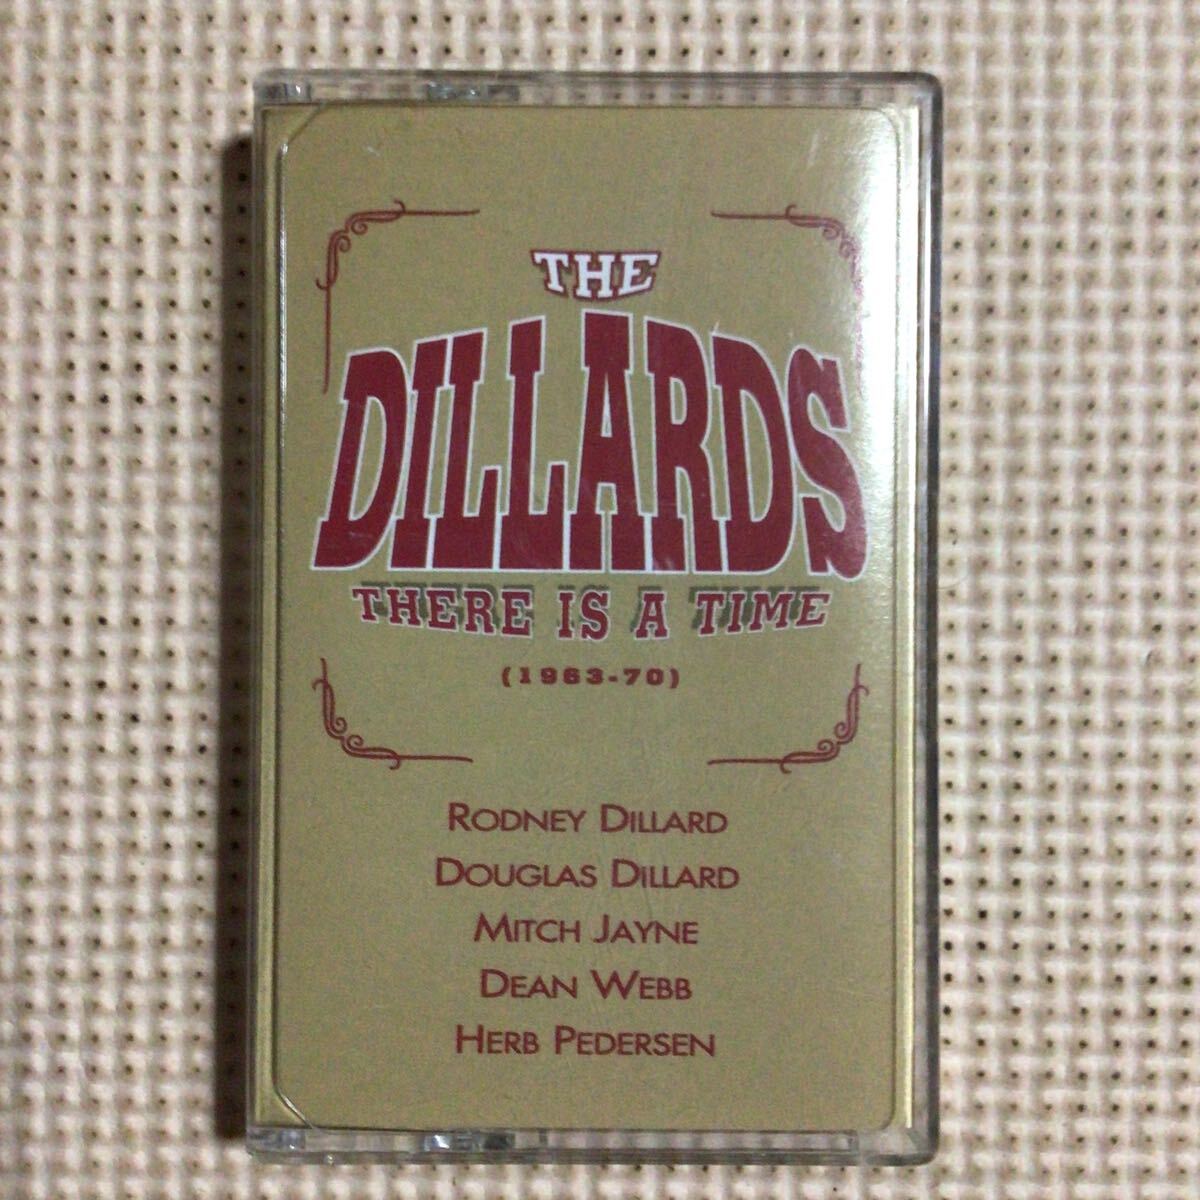 THE
DILLARDS
THERE IS A TIME
(1963-70)
RODNEY DILLARD
DOUGLAS DILLARD
MITCH JAYNE
DEAN WEBB
HERB PEDERSEN